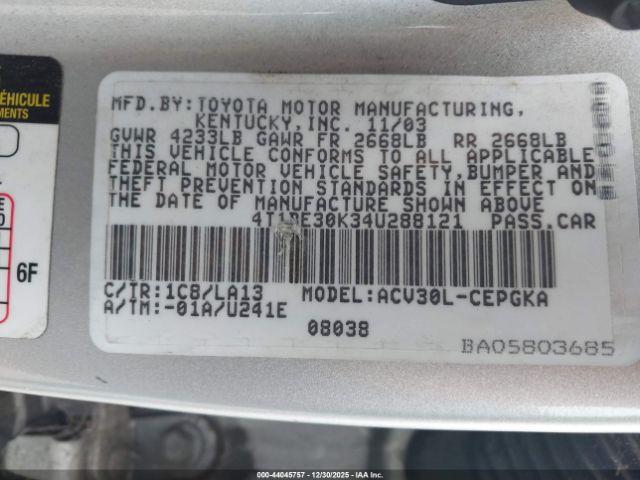 ÉHICULE
EMENTS
6F
MFD.BY:TOYOTA MOTOR MANUFACTURING,
KENTUCKY,INC. 11/03
GVWR 4233LB GAWR FR 2668LB RR 2668LB
THIS VEHICLE CONFORMS TO ALL APPLICABLE
FEDERAL MOTOR VEHICLE SAFETY,BUMPER AND
THEFT PREVENTION STANDARDS IN EFFECT ON
THE DATE OF MANUFACTURE SHOWN ABOVE
PASS.CAR
C/TR:1C8/LA13 MODEL:ACV30L-CEPGKA
A/TM:-01A/U241E
08038
BA05803685
000-44045757 - 12/30/2025 - IAA